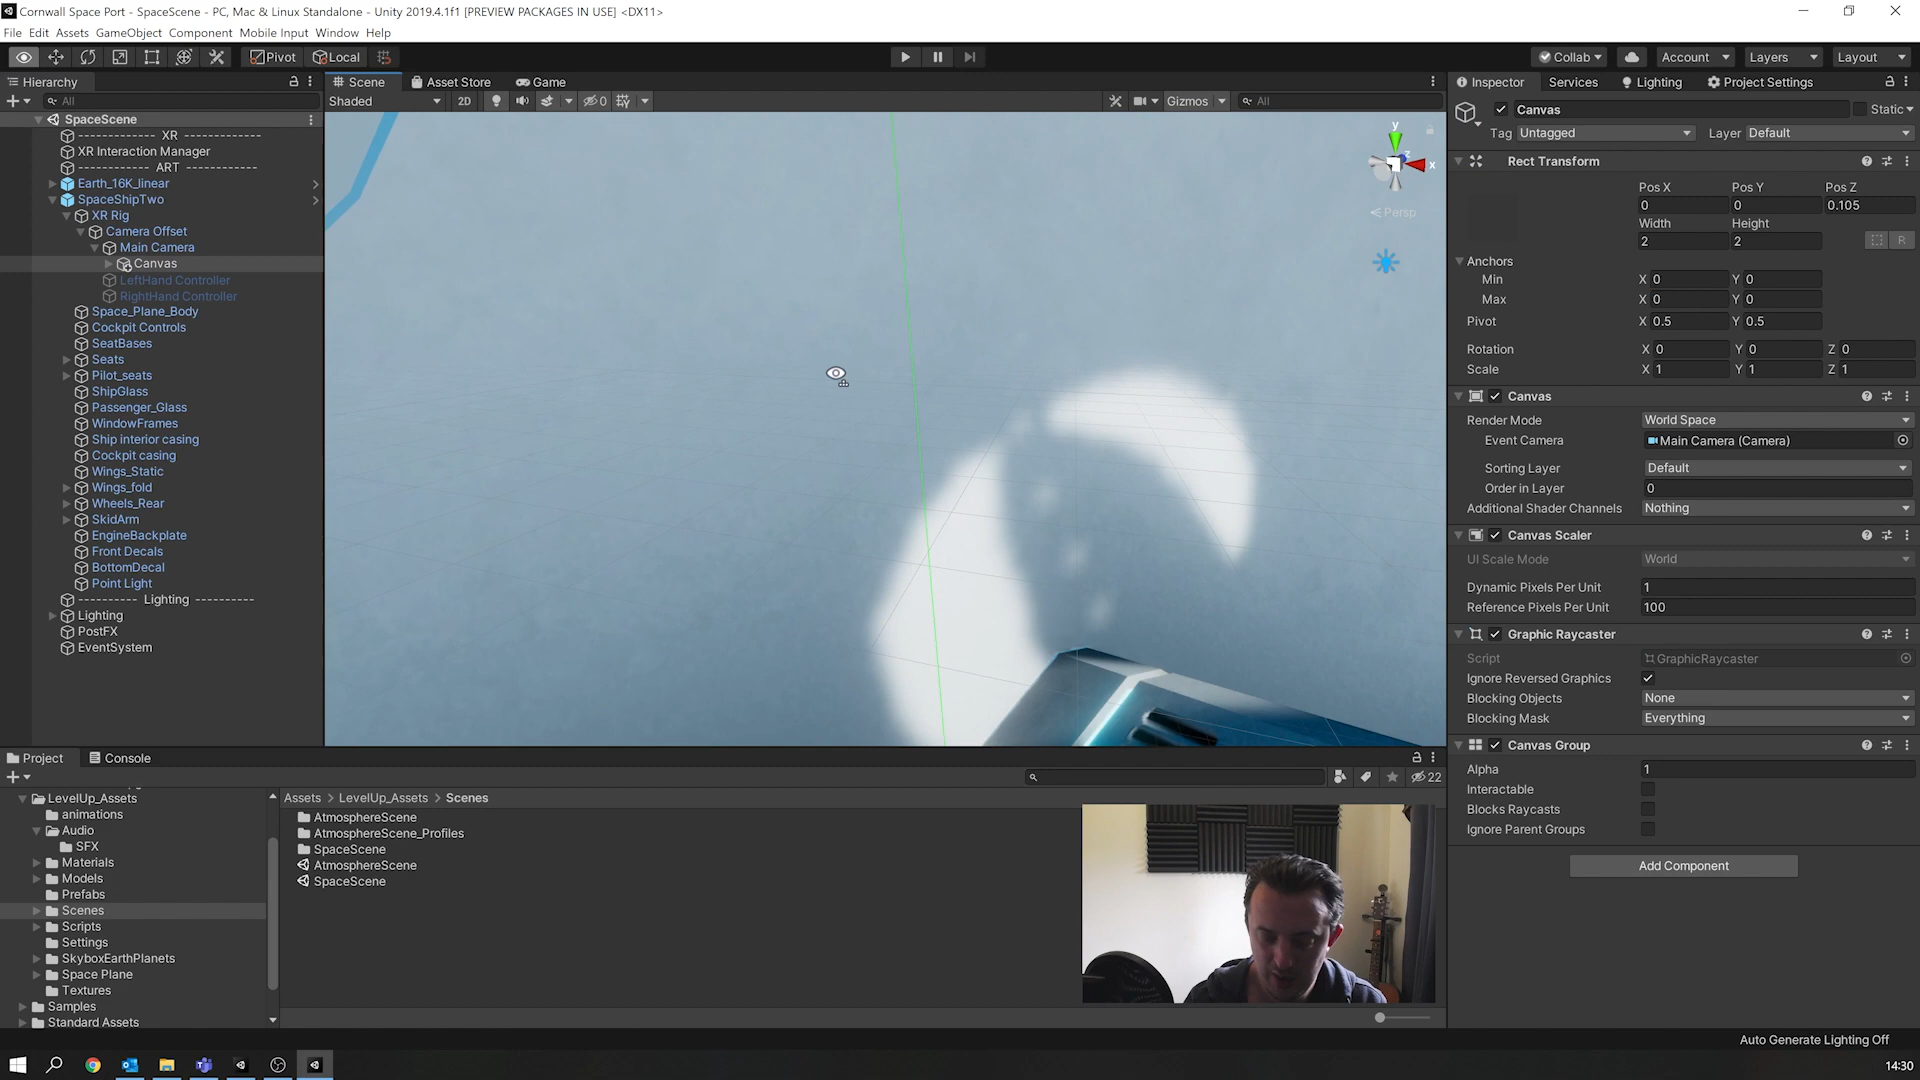 Cornwall Space Port - SpaceScene - PC, Mac & Linux Standalone - Unity 2019.4.1f1 [PREVIEW PACKAGES IN USE] <DX11>
File Edit Assets GameObject Component Mobile Input Window Help
Pivot Local Collab Account Layers Layout
Hierarchy
All
SpaceScene
------------ XR ------------
XR Interaction Manager
----------- ART -----------
Earth_16K_linear
SpaceShipTwo
XR Rig
Camera Offset
Main Camera
Canvas
LeftHand Controller
RightHand Controller
Space_Plane_Body
Cockpit Controls
SeatBases
Seats
Pilot_seats
ShipGlass
Passenger_Glass
WindowFrames
Ship interior casing
Cockpit casing
Wings_Static
Wings_fold
Wheels_Rear
SkidArm
EngineBackplate
Front Decals
BottomDecal
Point Light
---------- Lighting ----------
Lighting
PostFX
EventSystem
Scene Asset Store Game
Shaded 2D 0 Gizmos All
y
z
x
Persp
Inspector Services Lighting Project Settings
Canvas Static
Tag Untagged Layer Default
Rect Transform
Pos X Pos Y Pos Z
0 0 0.105
Width Height
2 2 R
Anchors
Min X 0 Y 0
Max X 0 Y 0
Pivot X 0.5 Y 0.5
Rotation X 0 Y 0 Z 0
Scale X 1 Y 1 Z 1
Canvas
Render Mode World Space
Event Camera Main Camera (Camera)
Sorting Layer Default
Order in Layer 0
Additional Shader Channels Nothing
Canvas Scaler
UI Scale Mode World
Dynamic Pixels Per Unit 1
Reference Pixels Per Unit 100
Graphic Raycaster
Script GraphicRaycaster
Ignore Reversed Graphics
Blocking Objects None
Blocking Mask Everything
Canvas Group
Alpha 1
Interactable
Blocks Raycasts
Ignore Parent Groups
Add Component
Project Console
22
LevelUp_Assets
animations
Audio
SFX
Materials
Models
Prefabs
Scenes
Scripts
Settings
SkyboxEarthPlanets
Space Plane
Textures
Samples
Standard Assets
Assets > LevelUp_Assets > Scenes
AtmosphereScene
AtmosphereScene_Profiles
SpaceScene
AtmosphereScene
SpaceScene
Auto Generate Lighting Off
14:30